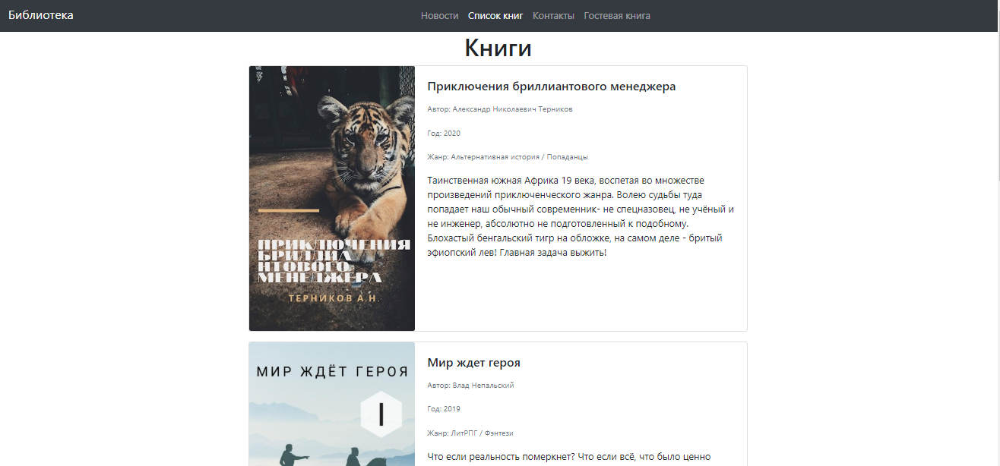 Библиотека
Новости Список книг Контакты Гостевая книга
Книги
ПРИКЛЮЧЕНИЯ
БРИЛЛИА
НТОВОГО
МЕНЕДЖЕРА
ТЕРНИКОВ А.Н.
Приключения бриллиантового менеджера
Автор: Александр Николаевич Терников
Год: 2020
Жанр: Альтернативная история / Попаданцы
Таинственная южная Африка 19 века, воспетая во множестве
произведений приключенческого жанра. Волею судьбы туда
попадает наш обычный современник- не спецназовец, не учёный и
не инженер, абсолютно не подготовленный к подобному.
Блохастый бенгальский тигр на обложке, на самом деле - бритый
эфиопский лев! Главная задача выжить!
МИР ЖДЁТ ГЕРОЯ
I
Мир ждет героя
Автор: Влад Непальский
Год: 2019
Жанр: ЛитРПГ / Фэнтези
Что если реальность померкнет? Что если всё, что было ценно